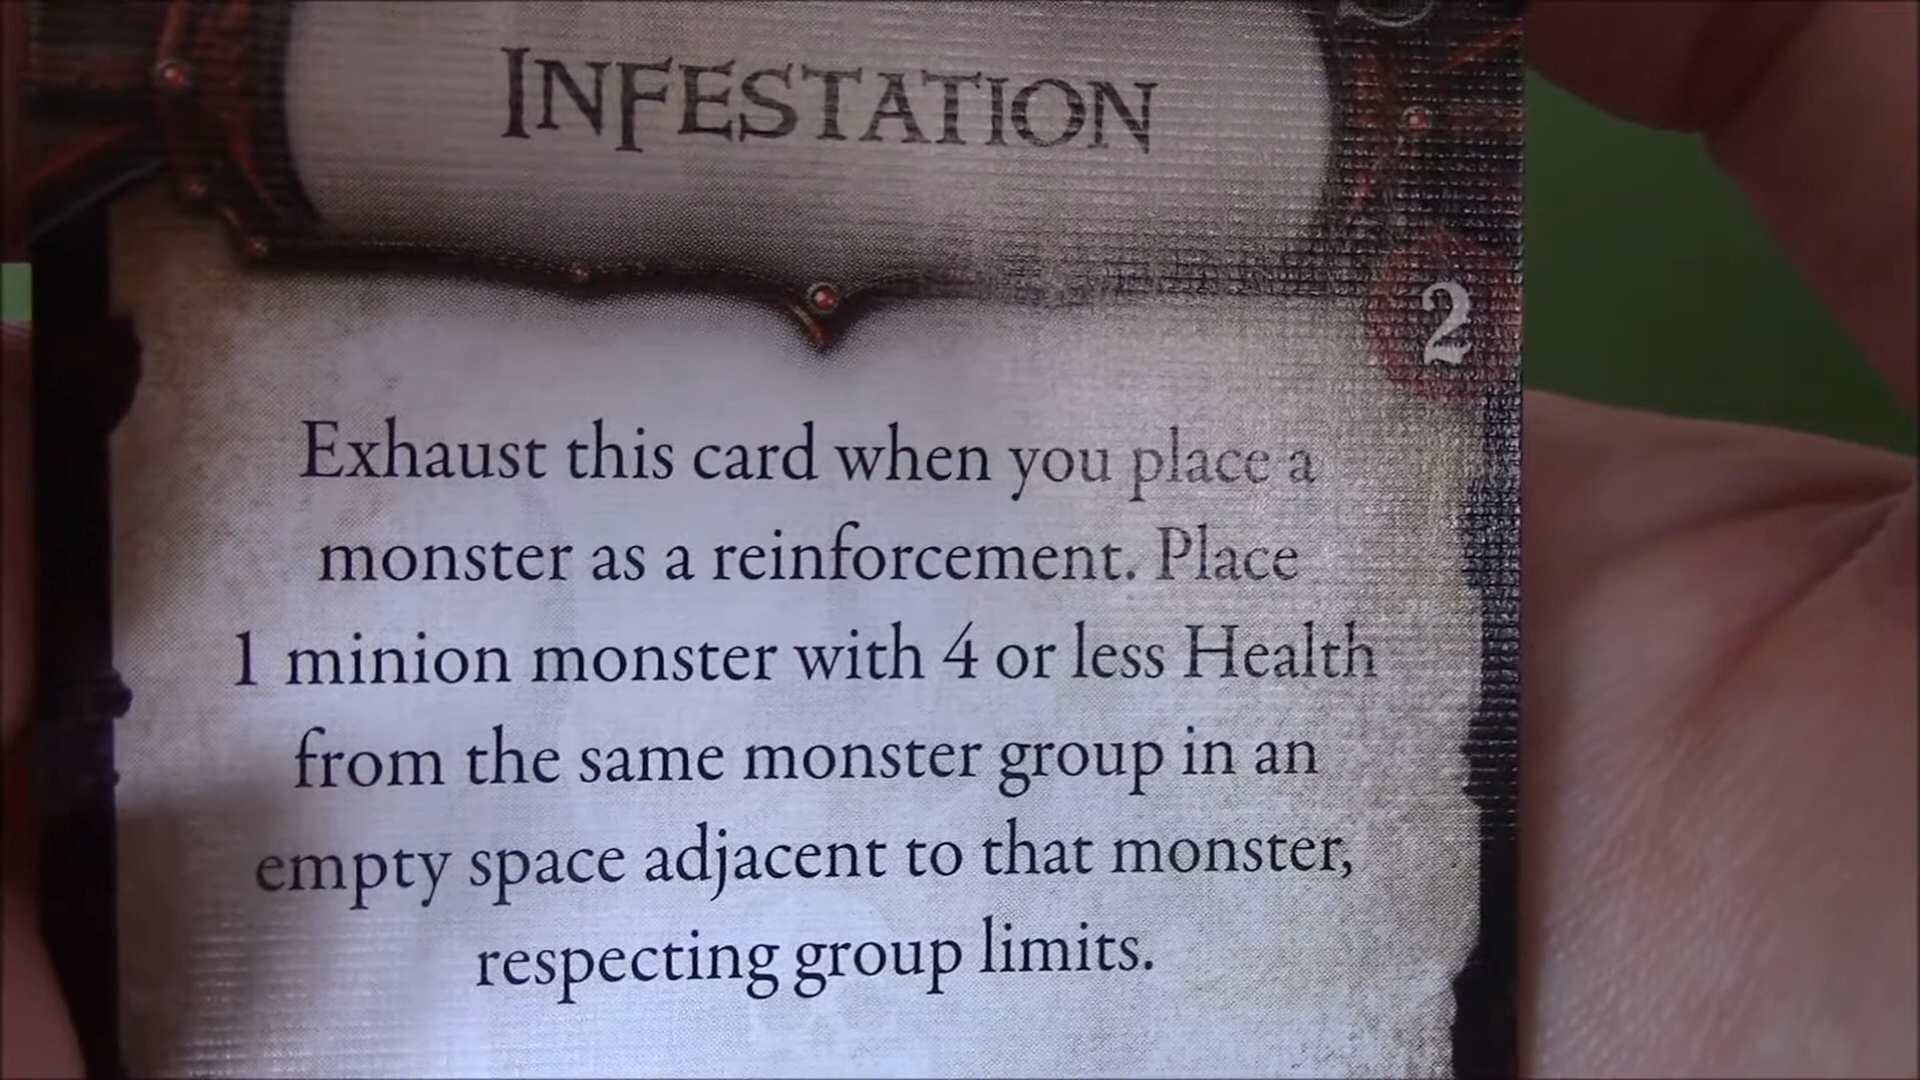 INFESTATION
2
Exhaust this card when you place a
monster as a reinforcement. Place
1 minion monster with 4 or less Health
from the same monster group in an
empty space adjacent to that monster,
respecting group limits.